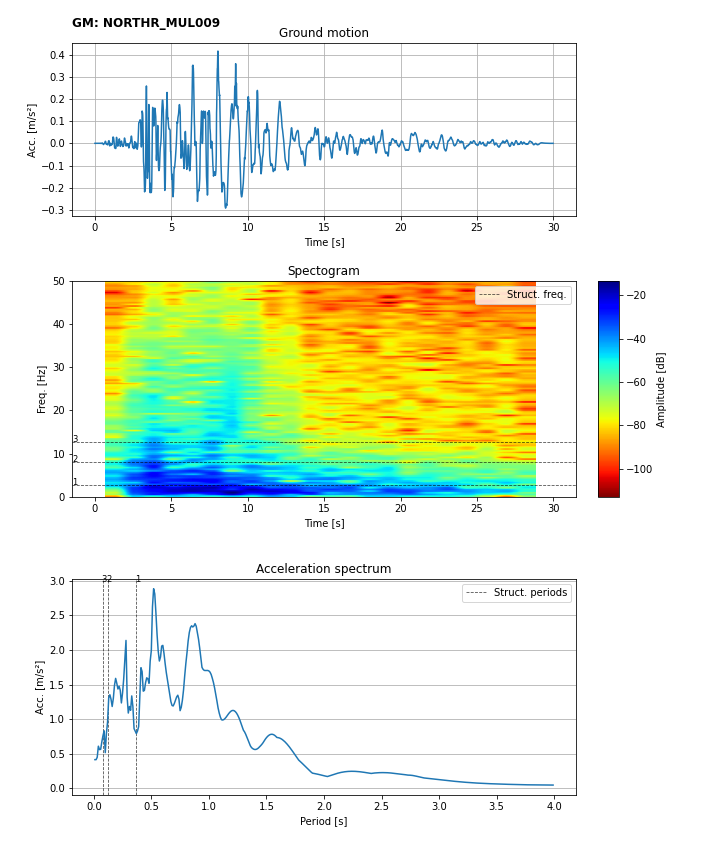 GM: NORTHR_MUL009
Ground motion
Acc. [m/s²]
0.4
0.3
0.2
0.1
0.0
−0.1
−0.2
−0.3
0 5 10 15 20 25 30
Time [s]
Spectogram
Freq. [Hz]
50
40
30
20
10
0
3
2
1
Struct. freq.
0 5 10 15 20 25 30
Time [s]
−20
−40
−60
−80
−100
Amplitude [dB]
Acceleration spectrum
32 1
Struct. periods
Acc. [m/s²]
3.0
2.5
2.0
1.5
1.0
0.5
0.0
0.0 0.5 1.0 1.5 2.0 2.5 3.0 3.5 4.0
Period [s]